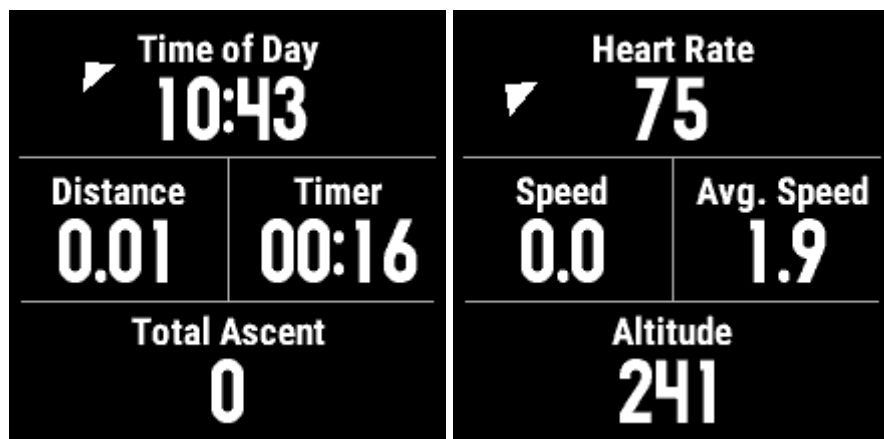 Time of Day
10:43
Distance
0.01
Timer
00:16
Total Ascent
0
Heart Rate
75
Speed
0.0
Avg. Speed
1.9
Altitude
241